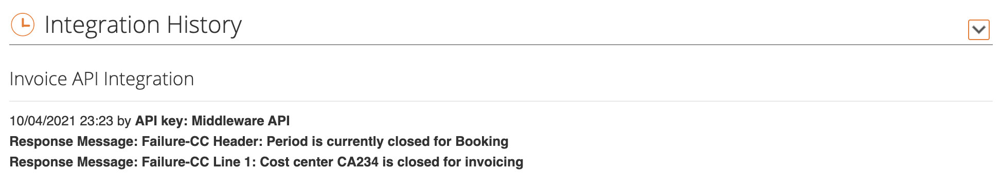 Integration History
Invoice API Integration
10/04/2021 23:23 by API key: Middleware API
Response Message: Failure-CC Header: Period is currently closed for Booking
Response Message: Failure-CC Line 1: Cost center CA234 is closed for invoicing